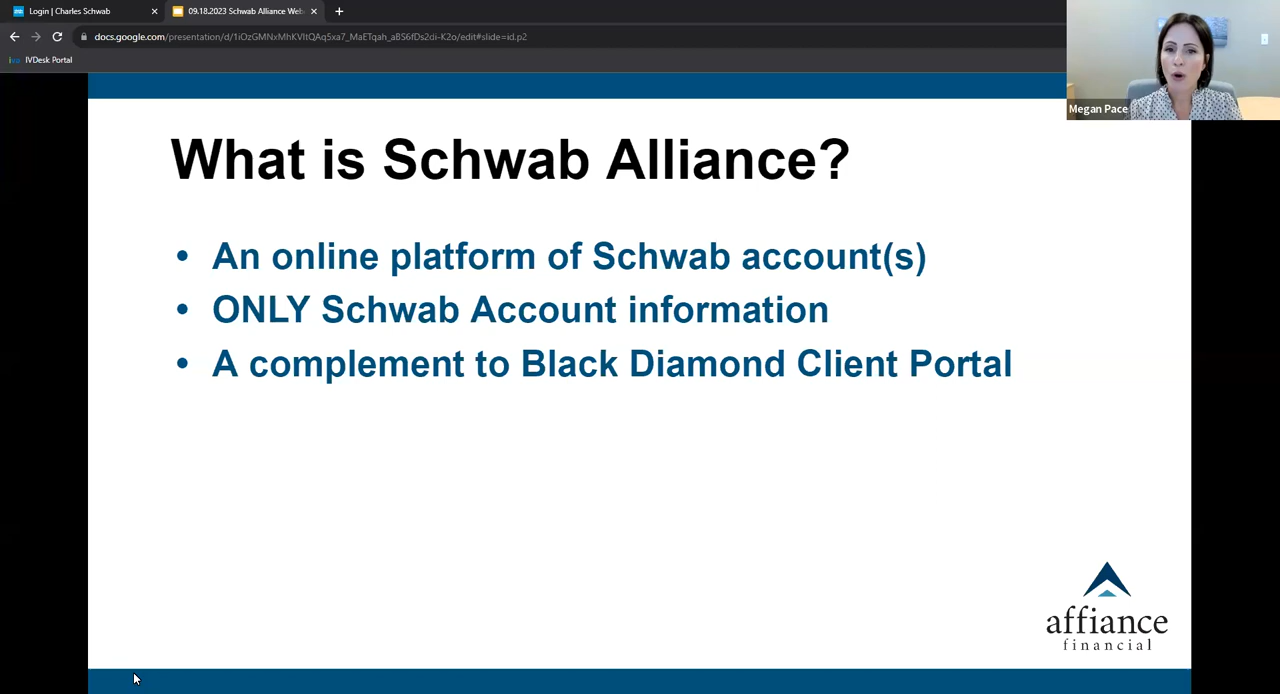 Login | Charles Schwab
09.18.2023 Schwab Alliance Web
docs.google.com/presentation/d/1iOzGMNxMhKVItQAq5xa7_MaETqah_aBS6fDs2di-K2o/edit#slide=id.p2
IVDesk Portal
Megan Pace
What is Schwab Alliance?
• An online platform of Schwab account(s)
• ONLY Schwab Account information
• A complement to Black Diamond Client Portal
affiance
financial